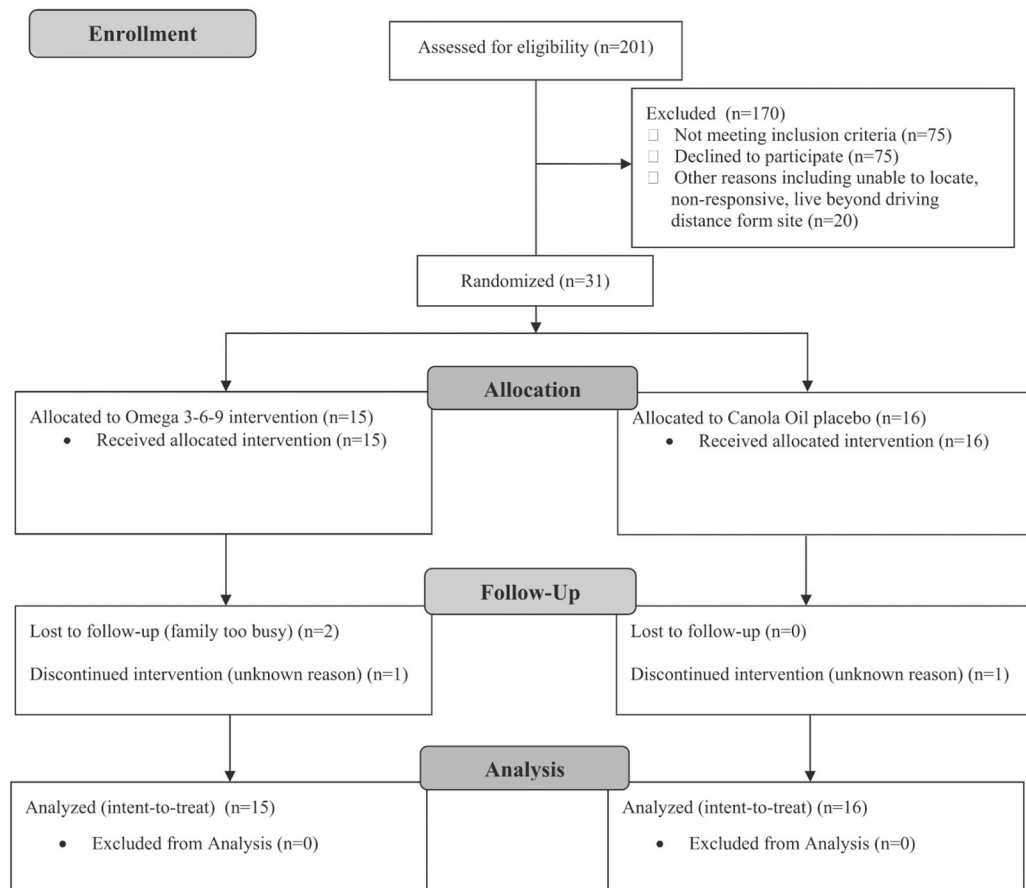 Enrollment
Assessed for eligibility (n=201)
Excluded (n=170)
Not meeting inclusion criteria (n=75)
Declined to participate (n=75)
Other reasons including unable to locate,
non-responsive, live beyond driving
distance form site (n=20)
Randomized (n=31)
Allocation
Allocated to Omega 3-6-9 intervention (n=15)
• Received allocated intervention (n=15)
Allocated to Canola Oil placebo (n=16)
• Received allocated intervention (n=16)
Follow-Up
Lost to follow-up (family too busy) (n=2)
Discontinued intervention (unknown reason) (n=1)
Lost to follow-up (n=0)
Discontinued intervention (unknown reason) (n=1)
Analysis
Analyzed (intent-to-treat) (n=15)
• Excluded from Analysis (n=0)
Analyzed (intent-to-treat) (n=16)
• Excluded from Analysis (n=0)